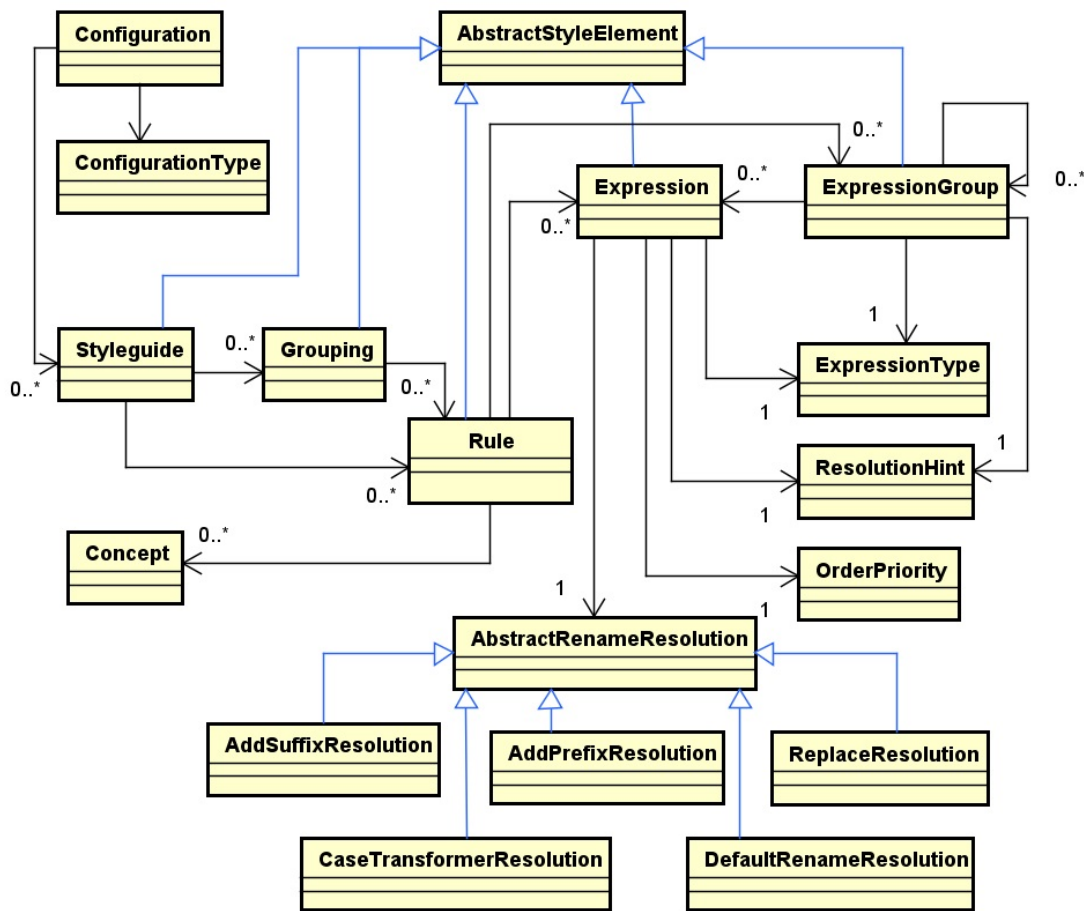 Configuration
AbstractStyleElement
0..*
ConfigurationType
Expression
0..*
ExpressionGroup
0..*
0..*
1
Styleguide
0..*
Grouping
ExpressionType
0..*
0..*
1
Rule
1
ResolutionHint
0..*
1
Concept
0..*
OrderPriority
1
1
AbstractRenameResolution
AddSuffixResolution
AddPrefixResolution
ReplaceResolution
CaseTransformerResolution
DefaultRenameResolution